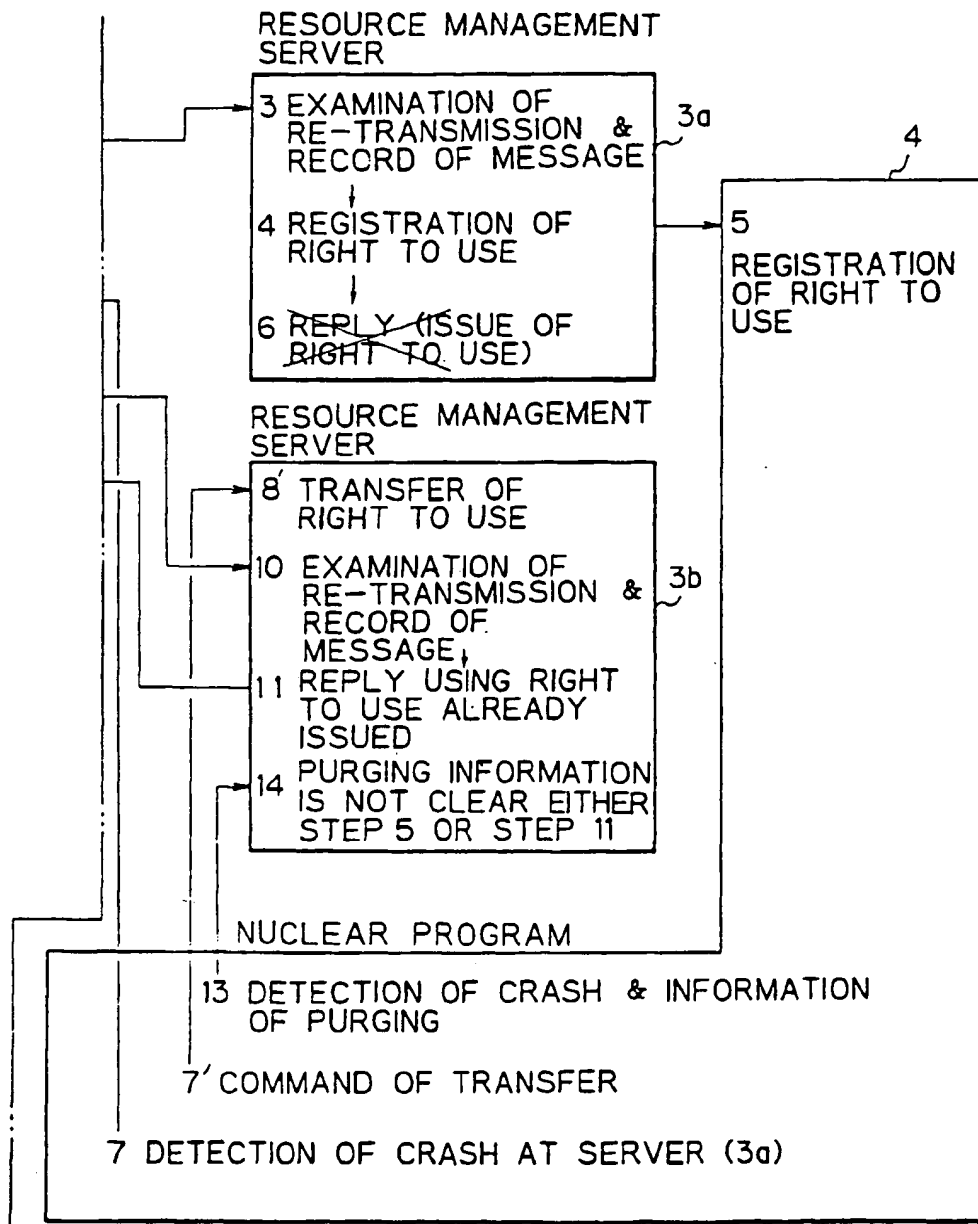 RESOURCE MANAGEMENT
SERVER
3 EXAMINATION OF
RE-TRANSMISSION &
RECORD OF MESSAGE
3a
4 REGISTRATION OF
RIGHT TO USE
6 REPLY (ISSUE OF
RIGHT TO USE)
4
5
REGISTRATION
OF RIGHT TO
USE
RESOURCE MANAGEMENT
SERVER
8' TRANSFER OF
RIGHT TO USE
10 EXAMINATION OF
RE-TRANSMISSION &
RECORD OF
MESSAGE
3b
11 REPLY USING RIGHT
TO USE ALREADY
ISSUED
14 PURGING INFORMATION
IS NOT CLEAR EITHER
STEP 5 OR STEP 11
NUCLEAR PROGRAM
13 DETECTION OF CRASH & INFORMATION
OF PURGING
7' COMMAND OF TRANSFER
7 DETECTION OF CRASH AT SERVER (3a)